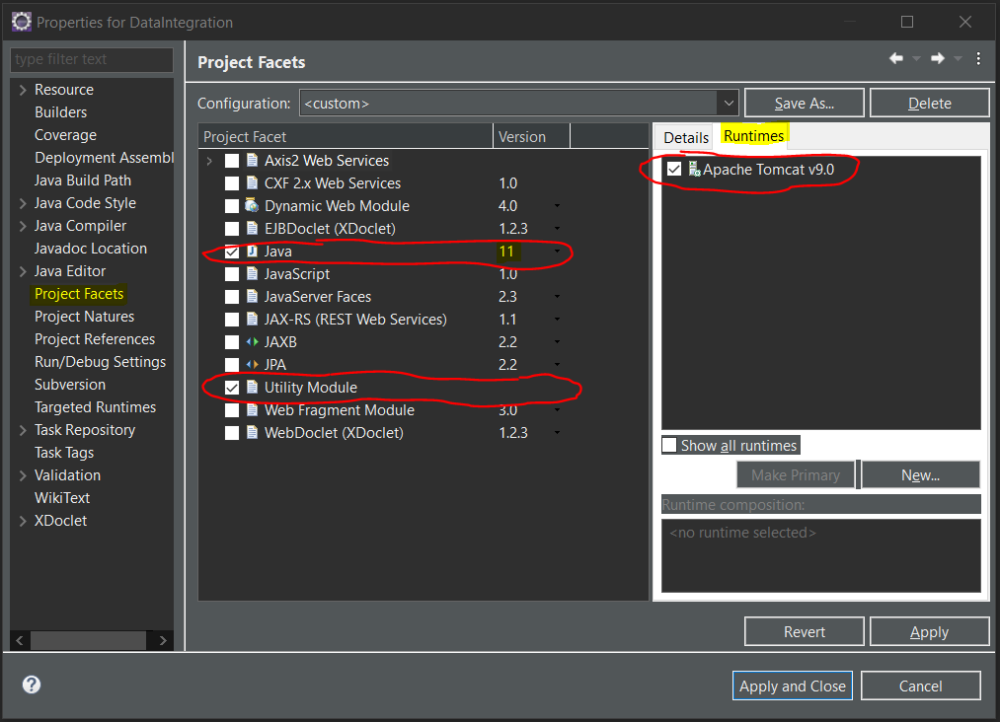 Properties for DataIntegration
type filter text
Resource
Builders
Coverage
Deployment Assembl
Java Build Path
Java Code Style
Java Compiler
Javadoc Location
Java Editor
Project Facets
Project Natures
Project References
Run/Debug Settings
Subversion
Targeted Runtimes
Task Repository
Task Tags
Validation
WikiText
XDoclet
Project Facets
Configuration: <custom> Save As... Delete
Project Facet Version
Axis2 Web Services
CXF 2.x Web Services 1.0
Dynamic Web Module 4.0
EJBDoclet (XDoclet) 1.2.3
Java 11
JavaScript 1.0
JavaServer Faces 2.3
JAX-RS (REST Web Services) 1.1
JAXB 2.2
JPA 2.2
Utility Module
Web Fragment Module 3.0
WebDoclet (XDoclet) 1.2.3
Details Runtimes
Apache Tomcat v9.0
Show all runtimes
Make Primary New...
Runtime composition:
<no runtime selected>
Revert Apply
Apply and Close Cancel